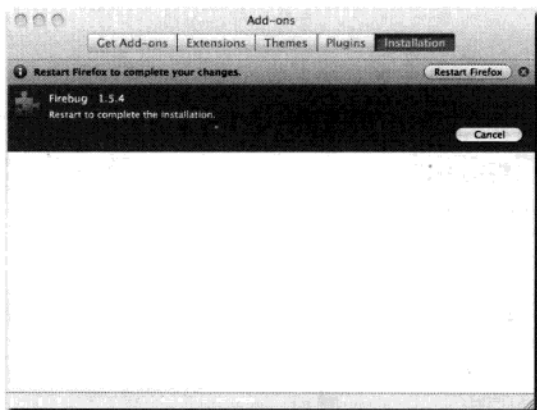 Add-ons
Get Add-ons Extensions Themes Plugins Installation
Restart Firefox to complete your changes. Restart Firefox
Firebug 1.5.4
Restart to complete the installation.
Cancel